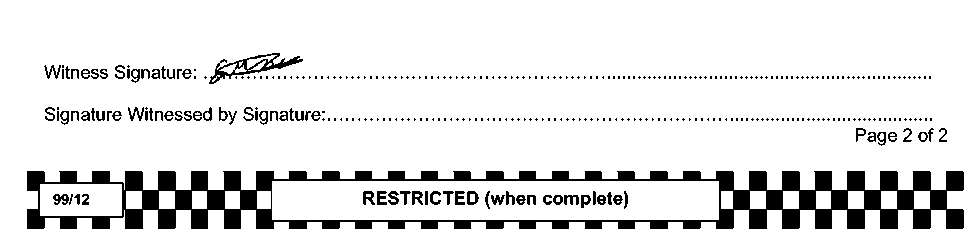 Witness Signature: ................................................................
Signature Witnessed by Signature:................................................................
Page 2 of 2
99/12
RESTRICTED (when complete)